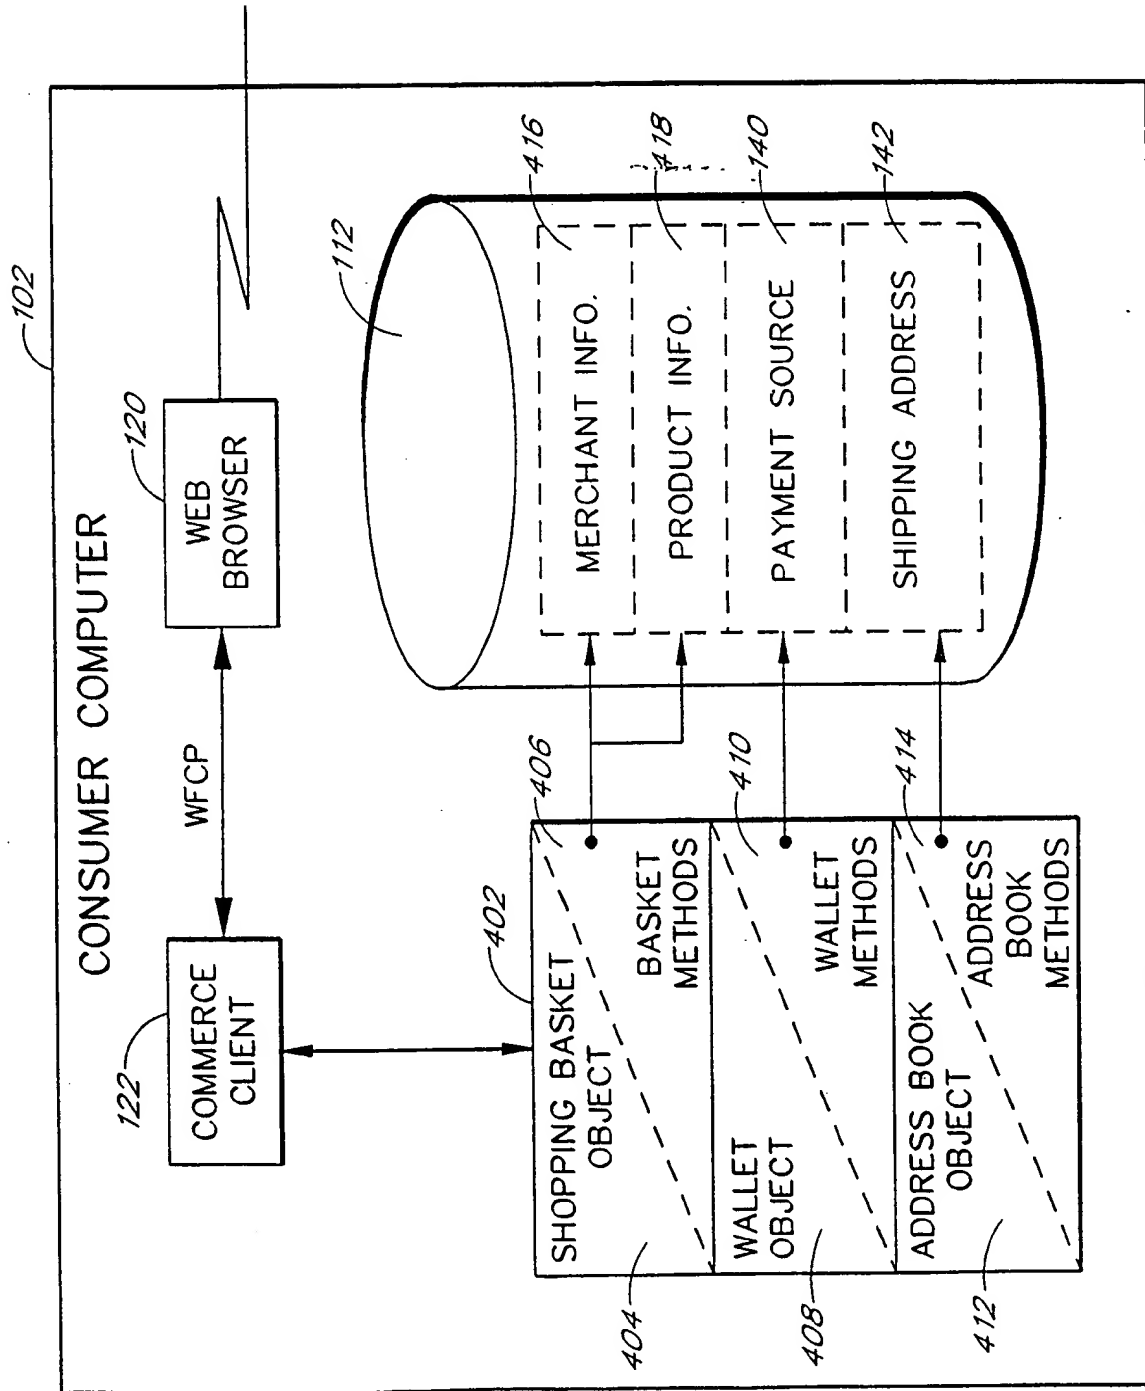 102
CONSUMER COMPUTER
122
COMMERCE
CLIENT
WFCP
120
WEB
BROWSER
402
SHOPPING BASKET
OBJECT
404
406
BASKET
METHODS
WALLET
OBJECT
408
410
WALLET
METHODS
ADDRESS BOOK
OBJECT
412
414
ADDRESS
BOOK
METHODS
112
MERCHANT INFO.
416
PRODUCT INFO.
418
PAYMENT SOURCE
140
SHIPPING ADDRESS
142